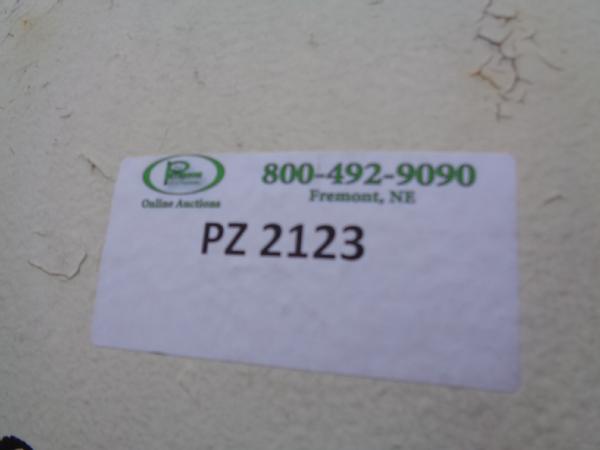 800-492-9090
Fremont, NE
Online Auctions
PZ 2123